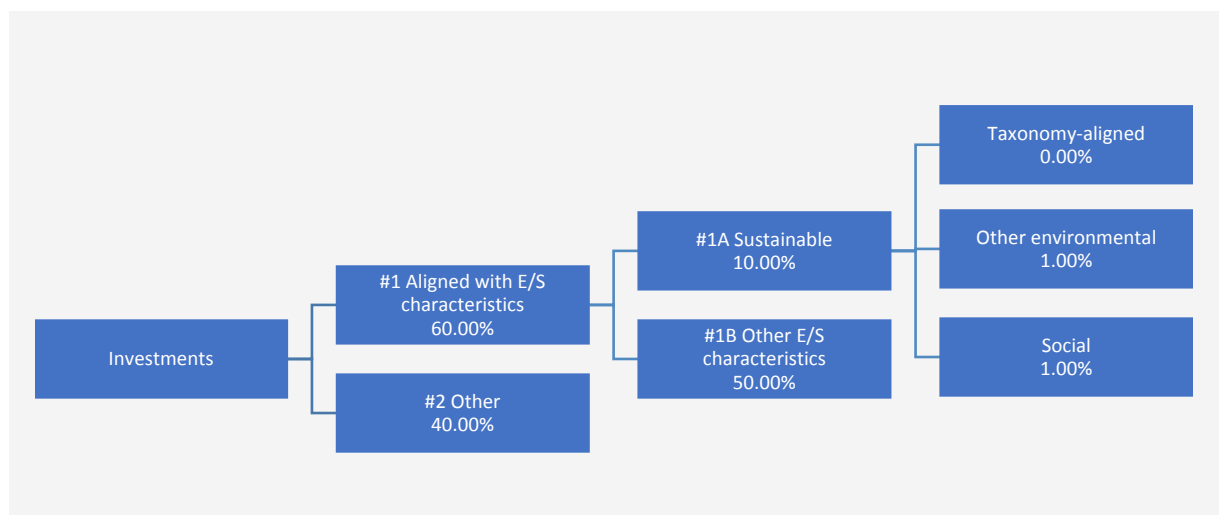 Investments
#1 Aligned with E/S
characteristics
60.00%
#2 Other
40.00%
#1A Sustainable
10.00%
#1B Other E/S
characteristics
50.00%
Taxonomy-aligned
0.00%
Other environmental
1.00%
Social
1.00%